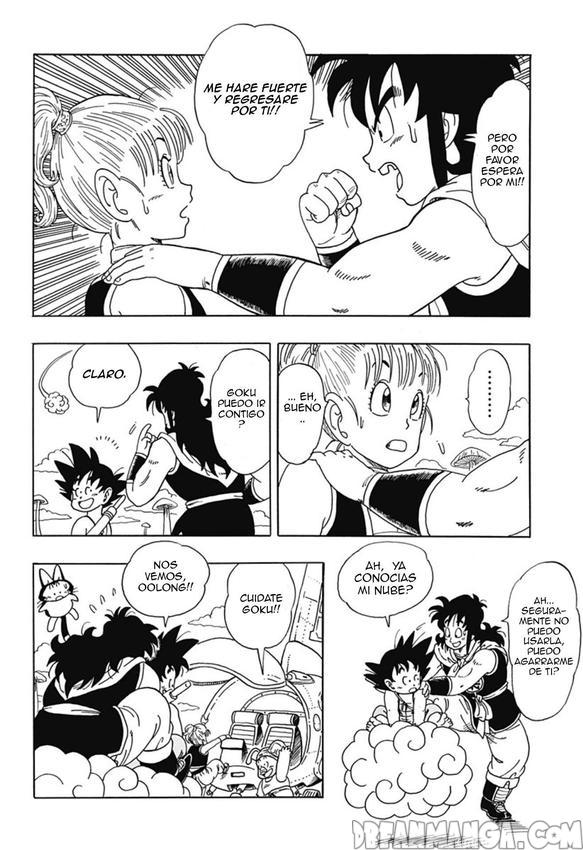 PERO
POR
FAVOR
ESPERA
POR MI!!
ME HARE FUERTE
Y REGRESARE
POR TI!!
........
... EH,
BUENO
..
GOKU
PUEDO IR
CONTIGO
?
CLARO.
AH...
SEGURA-
MENTE NO
PUEDO
USARLA,
PUEDO
AGARRARME
DE TI?
AH, YA
CONOCIAS
MI NUBE?
CUIDATE
GOKU!!
NOS
VEMOS,
OOLONG!!
DREANMANGA.COM